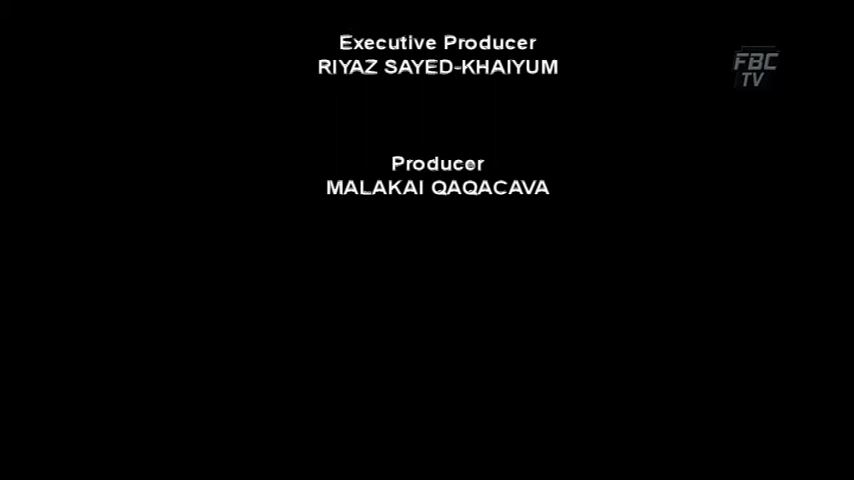 Executive Producer
RIYAZ SAYED-KHAIYUM
FBC
TV
Producer
MALAKAI QAQACAVA